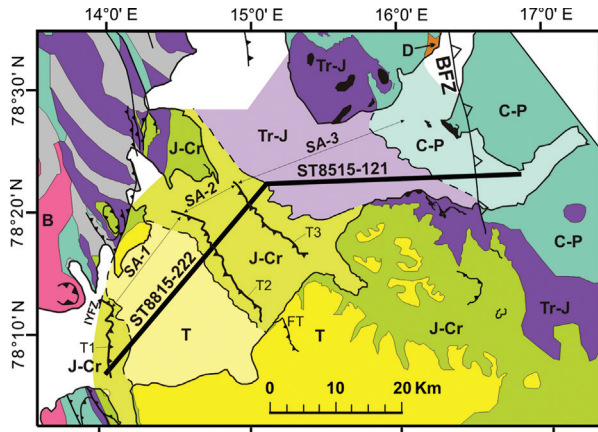 14°0' E
15°0' E
16°0' E
17°0' E
78°30' N
78°20' N
78°10' N
D
BFZ
Tr-J
C-P
J-Cr
Tr-J
SA-3
C-P
ST8515-121
SA-2
B
SA-1
ST8815-222
J-Cr
T3
C-P
YFZ
T2
Tr-J
T1
T
FT
T
J-Cr
J-Cr
0 10 20 Km